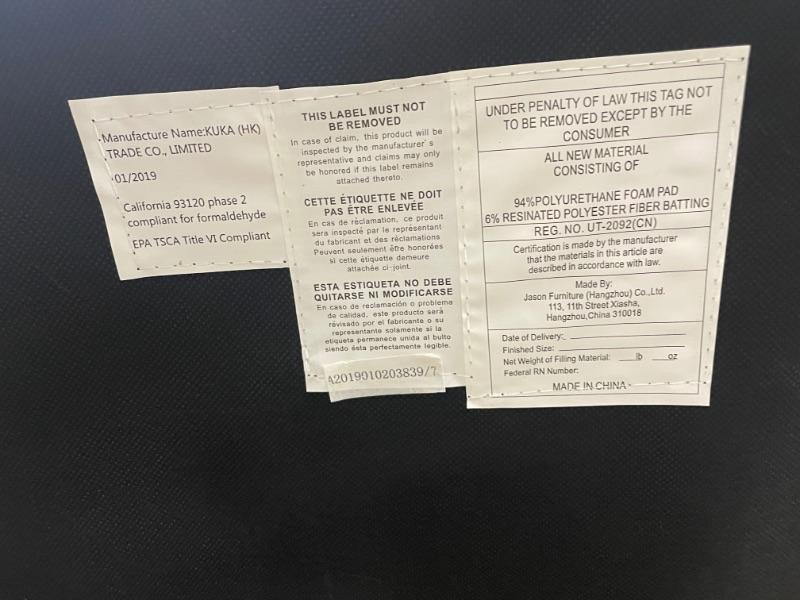 Manufacture Name:KUKA (HK)
TRADE CO., LIMITED
01/2019
California 93120 phase 2
compliant for formaldehyde
EPA TSCA Title VI Compliant
THIS LABEL MUST NOT
BE REMOVED
In case of claim, this product will be
inspected by the manufacturer's
representative and claims may only
be honored if this label remains
attached thereto.
CETTE ÉTIQUETTE NE DOIT
PAS ÊTRE ENLEVÉE
En cas de réclamation, ce produit
sera inspecté par le représentant
du fabricant et des réclamations
Peuvent seulement être honorées
si cette étiquette demeure
attachée ci-joint.
ESTA ESTIQUETA NO DEBE
QUITARSE NI MODIFICARSE
En caso de reclamación o problema
de calidad, este producto será
révisado por el fabricante o su
representante solamente si la
etiqueta permanece unida al bulto
siendo ésta perfectamente legible.
A2019010203839/7
UNDER PENALTY OF LAW THIS TAG NOT
TO BE REMOVED EXCEPT BY THE
CONSUMER
ALL NEW MATERIAL
CONSISTING OF
94%POLYURETHANE FOAM PAD
6% RESINATED POLYESTER FIBER BATTING
REG. NO. UT-2092(CN)
Certification is made by the manufacturer
that the materials in this article are
described in accordance with law.
Made By:
Jason Furniture (Hangzhou) Co.,Ltd.
113, 11th Street Xiasha,
Hangzhou,China 310018
Date of Delivery:
Finished Size:
Net Weight of Filling Material: lb oz
Federal RN Number:
MADE IN CHINA